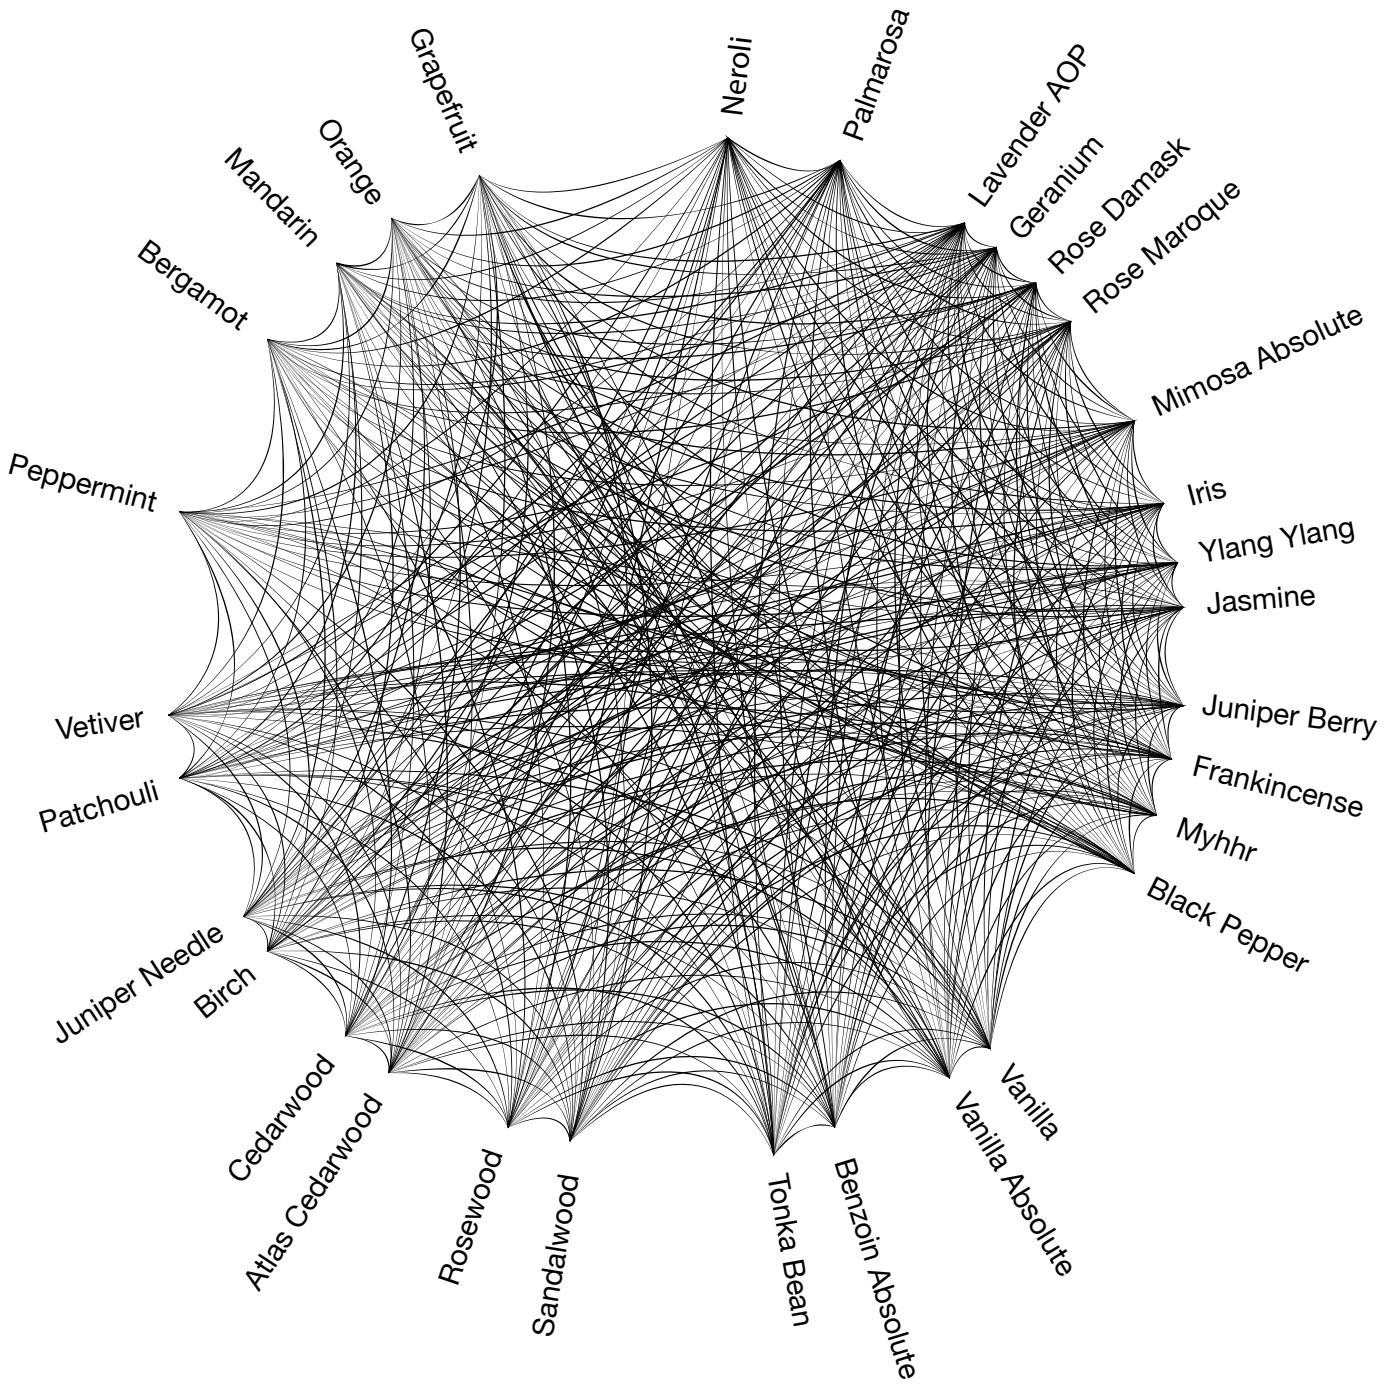 Grapefruit
Neroli
Palmarosa
Lavender AOP
Geranium
Rose Damask
Rose Maroque
Mimosa Absolute
Iris
Ylang Ylang
Jasmine
Juniper Berry
Frankincense
Myhhr
Black Pepper
Vanilla
Vanilla Absolute
Benzoin Absolute
Tonka Bean
Sandalwood
Rosewood
Atlas Cedarwood
Cedarwood
Birch
Juniper Needle
Patchouli
Vetiver
Peppermint
Bergamot
Mandarin
Orange